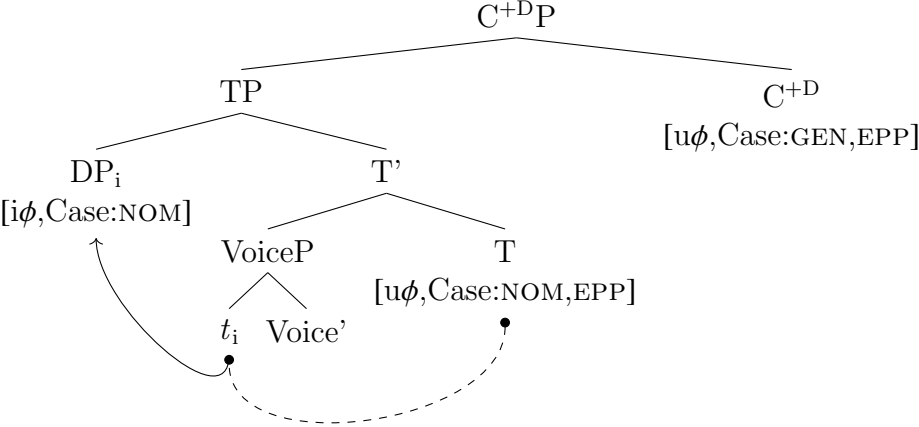 C⁺ᴰP
TP
C⁺ᴰ
[uϕ,Case:GEN,EPP]
DPᵢ
T'
[iϕ,Case:NOM]
VoiceP
T
[uϕ,Case:NOM,EPP]
tᵢ
Voice'